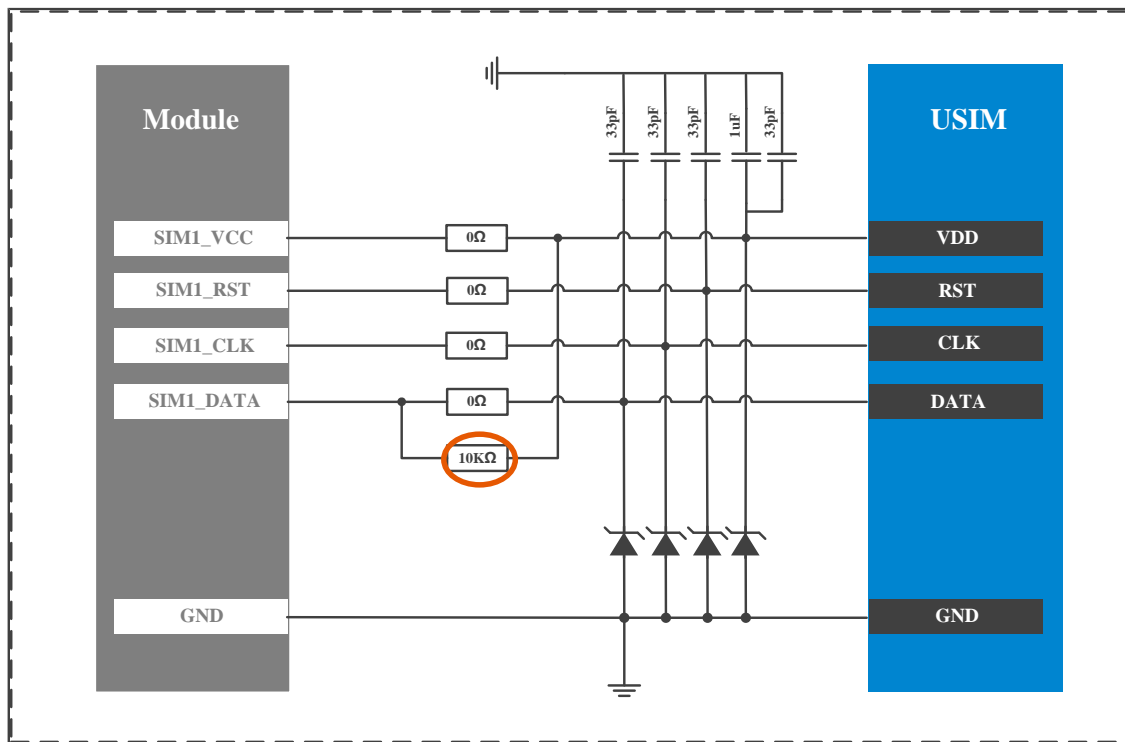 33pF
33pF
33pF
1uF
33pF
Module
USIM
SIM1_VCC
0Ω
VDD
SIM1_RST
0Ω
RST
SIM1_CLK
0Ω
CLK
SIM1_DATA
0Ω
DATA
10KΩ
GND
GND